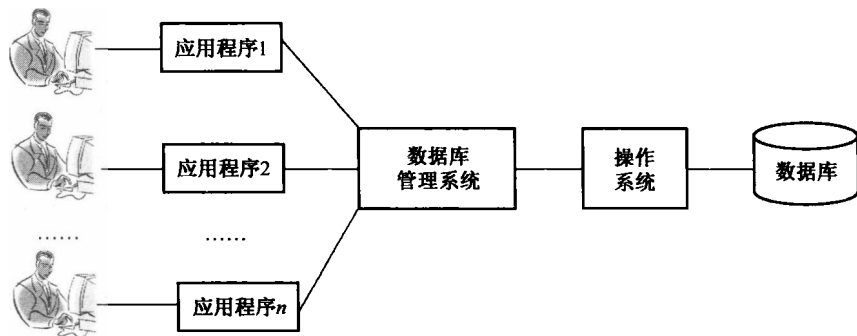 应用程序1
应用程序2
……
……
应用程序n
数据库
管理系统
操作
系统
数据库